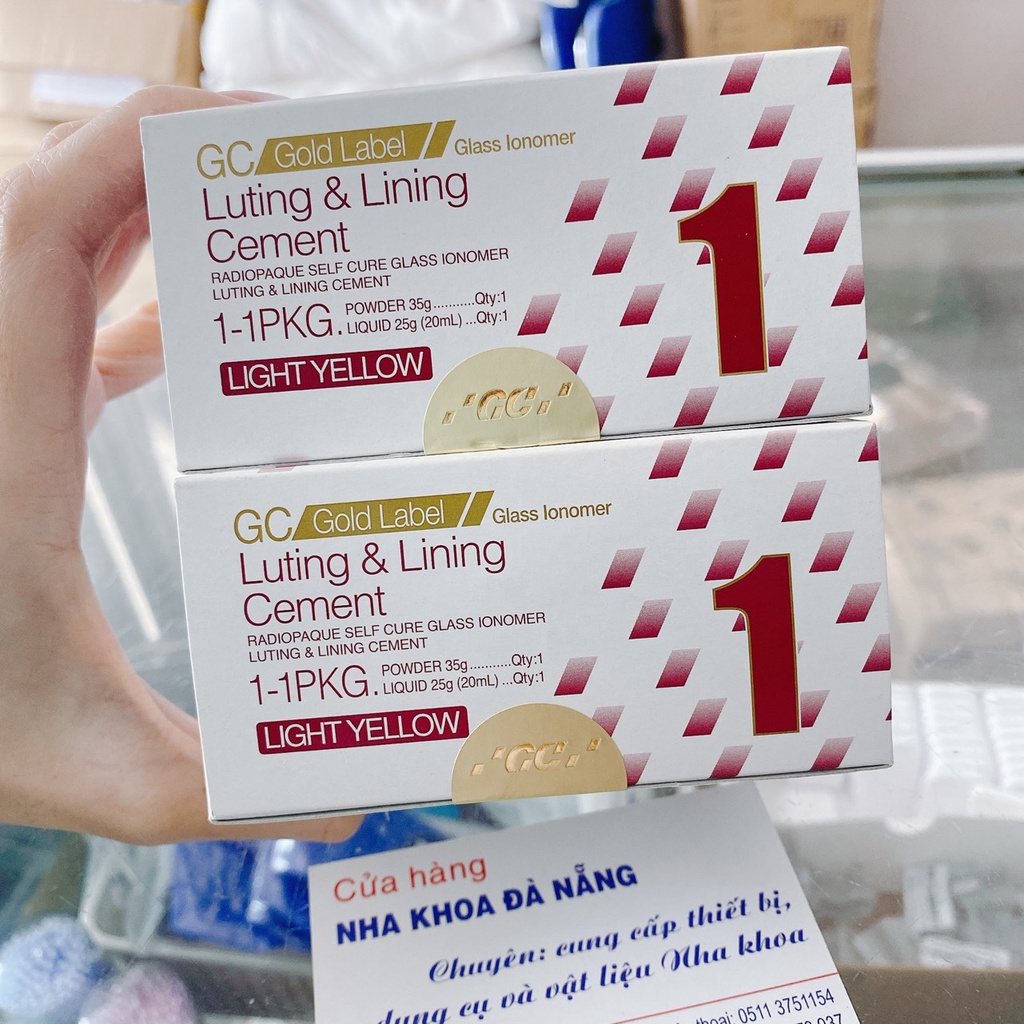 GC Gold Label Glass Ionomer
Luting & Lining
Cement
RADIOPAQUE SELF CURE GLASS IONOMER
LUTING & LINING CEMENT
1-1PKG. POWDER 35g..........Qty:1
LIQUID 25g (20mL) ...Qty:1
LIGHT YELLOW
GC
1
GC Gold Label Glass Ionomer
Luting & Lining
Cement
RADIOPAQUE SELF CURE GLASS IONOMER
LUTING & LINING CEMENT
1-1PKG. POWDER 35g..........Qty:1
LIQUID 25g (20mL) ...Qty:1
LIGHT YELLOW
GC
1
Cửa hàng
NHA KHOA ĐÀ NẴNG
Chuyên: cung cấp thiết bị,
dụng cụ và vật liệu Nha khoa
thoại: 0511 3751154